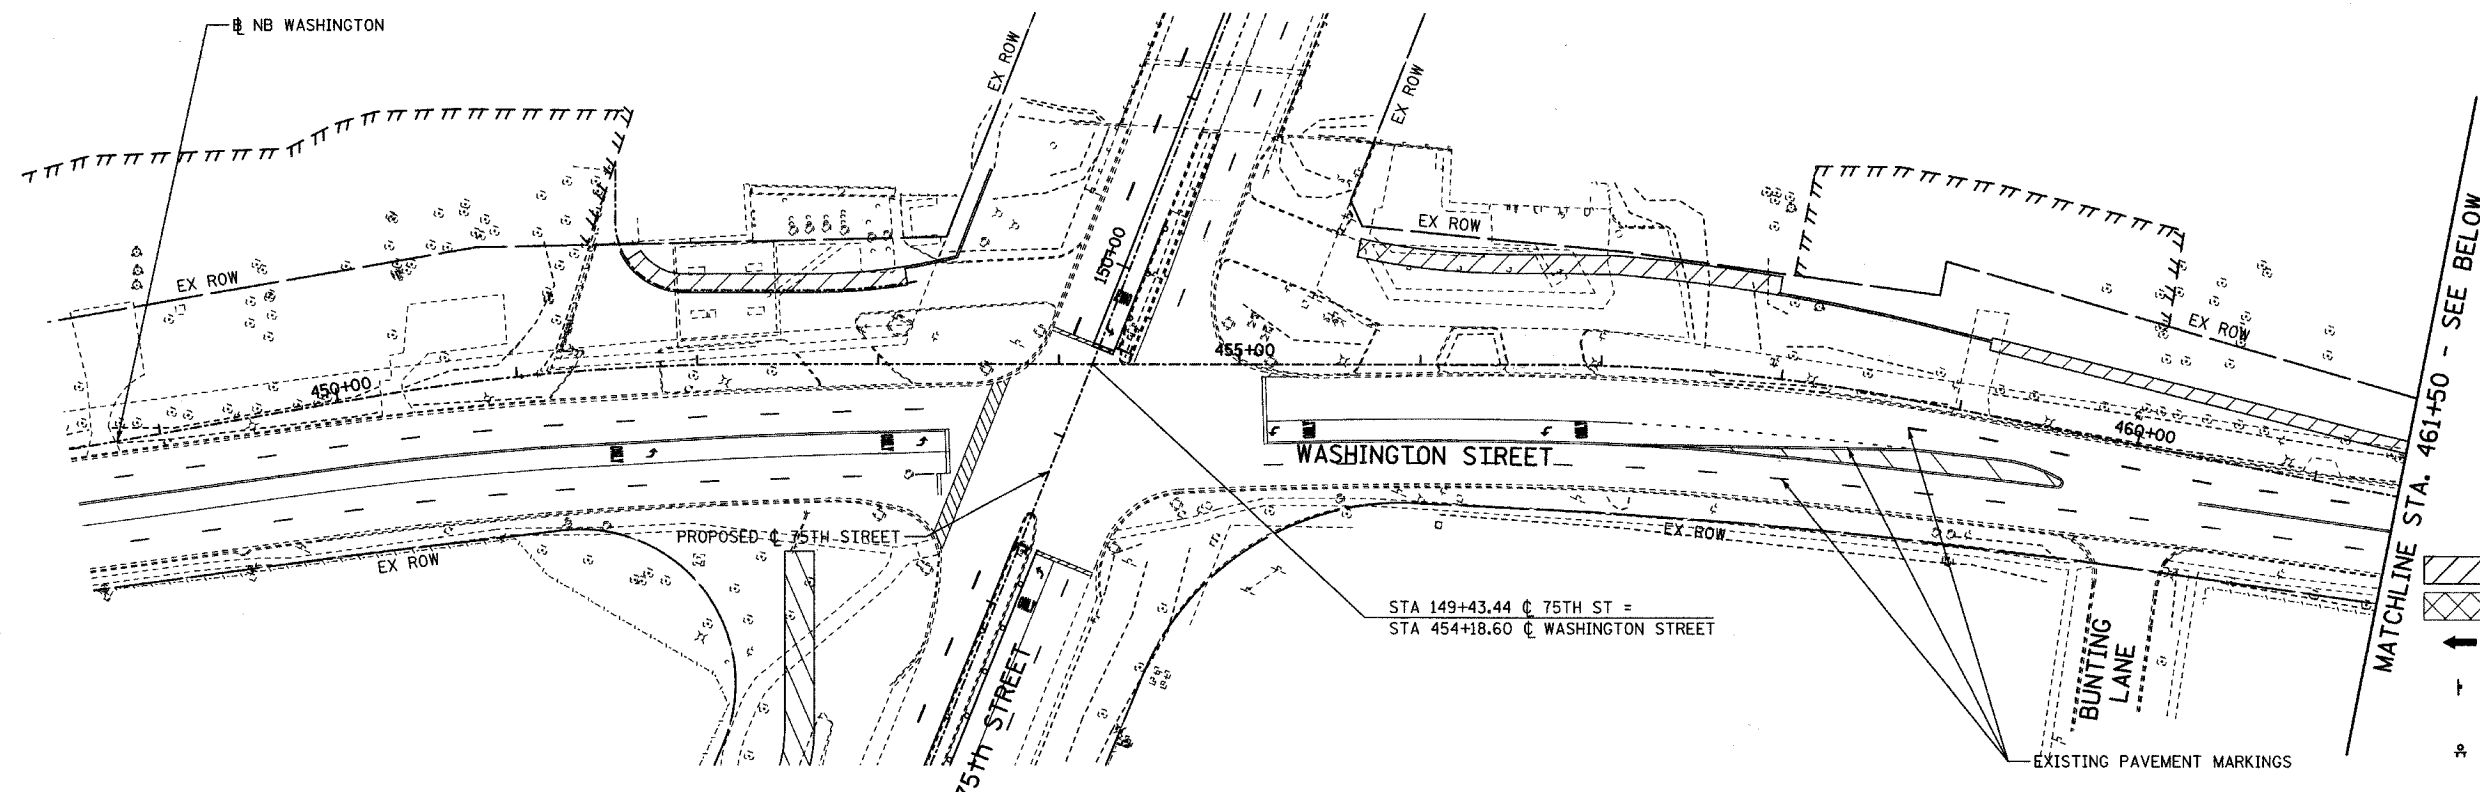 ℄ NB WASHINGTON
EX ROW
EX ROW
EX ROW
EX ROW
EX ROW
150+00
450+00
455+00
460+00
WASHINGTON STREET
PROPOSED ℄ 75TH STREET
EX ROW
EX ROW
STA 149+43.44 ℄ 75TH ST =
STA 454+18.60 ℄ WASHINGTON STREET
75th STREET
BUNTING
LANE
MATCHLINE STA. 461+50 - SEE BELOW
EXISTING PAVEMENT MARKINGS